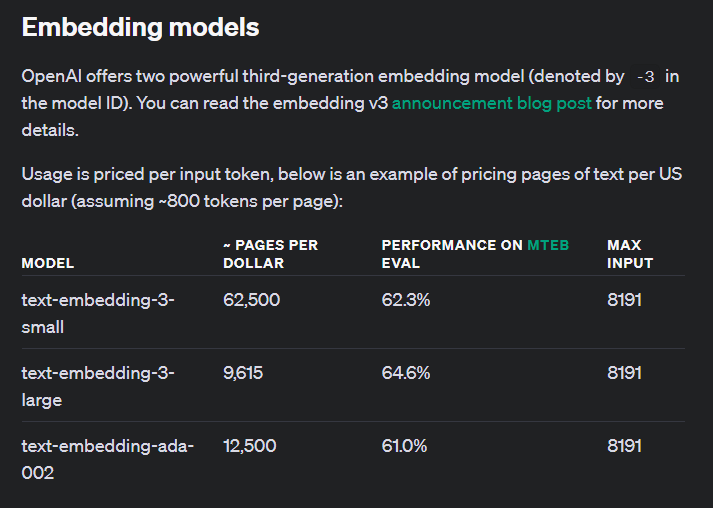 Embedding models
OpenAI offers two powerful third-generation embedding model (denoted by -3 in
the model ID). You can read the embedding v3 announcement blog post for more
details.
Usage is priced per input token, below is an example of pricing pages of text per US
dollar (assuming ~800 tokens per page):
MODEL ~ PAGES PER DOLLAR PERFORMANCE ON MTEB EVAL MAX INPUT
text-embedding-3-small 62,500 62.3% 8191
text-embedding-3-large 9,615 64.6% 8191
text-embedding-ada-002 12,500 61.0% 8191